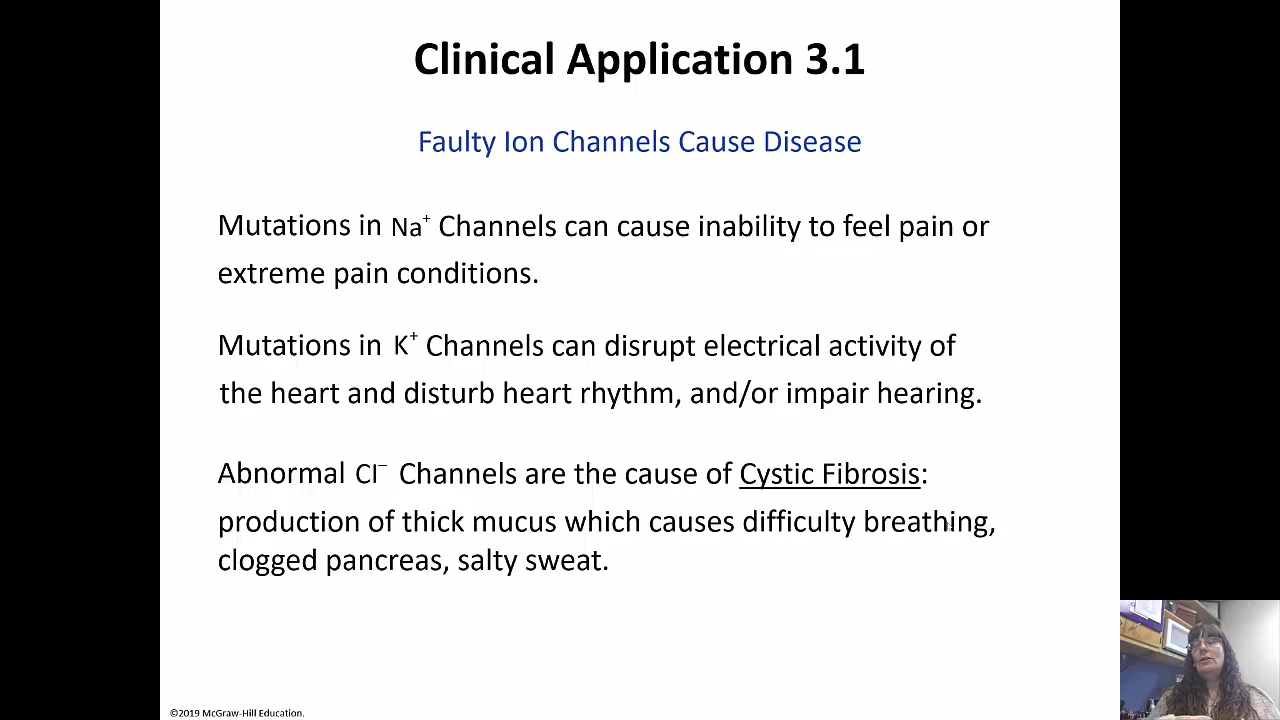 Clinical Application 3.1
Faulty Ion Channels Cause Disease
Mutations in Na⁺ Channels can cause inability to feel pain or
extreme pain conditions.
Mutations in K⁺ Channels can disrupt electrical activity of
the heart and disturb heart rhythm, and/or impair hearing.
Abnormal Cl⁻ Channels are the cause of Cystic Fibrosis:
production of thick mucus which causes difficulty breathing,
clogged pancreas, salty sweat.
©2019 McGraw-Hill Education.